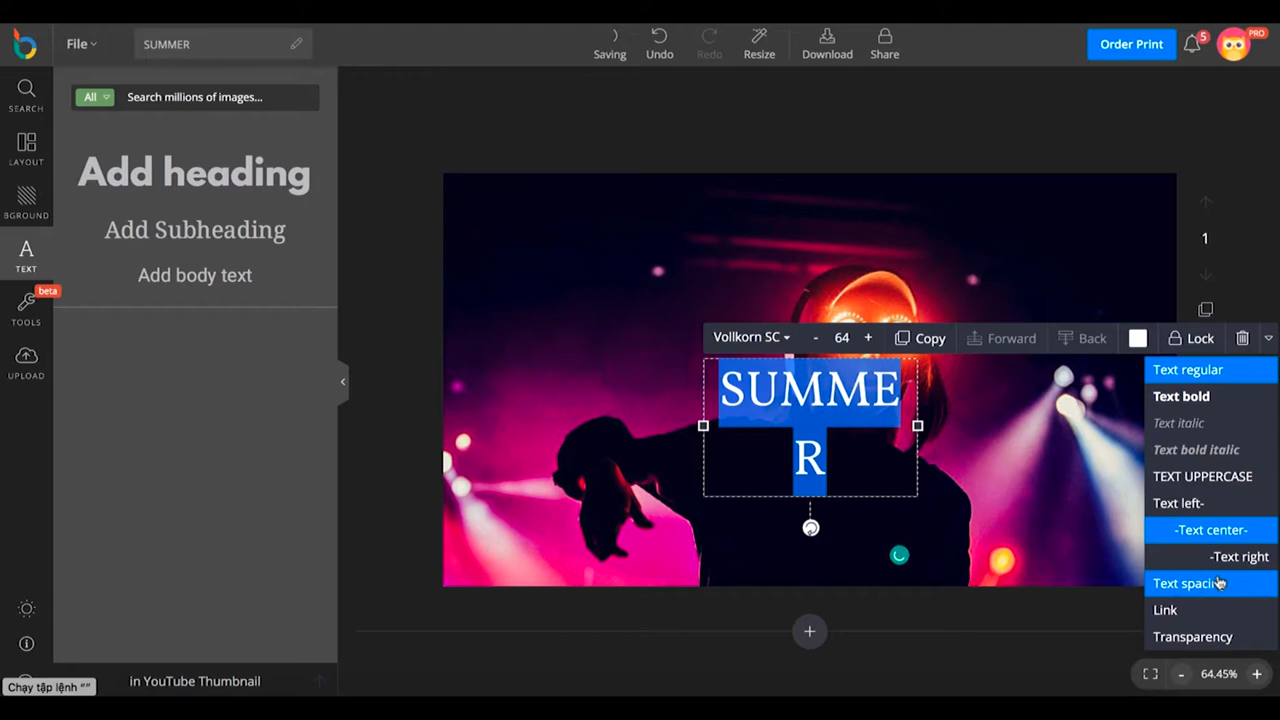 File
SUMMER
Saving
Undo
Redo
Resize
Download
Share
Order Print
5
PRO
SEARCH
LAYOUT
BGROUND
TEXT
beta
TOOLS
UPLOAD
All
Search millions of images...
Add heading
Add Subheading
Add body text
1
Vollkorn SC
- 64 +
Copy
Forward
Back
Lock
SUMME
R
Text regular
Text bold
Text italic
Text bold italic
TEXT UPPERCASE
Text left-
-Text center-
-Text right
Text spacing
Link
Transparency
in YouTube Thumbnail
Chạy tập lệnh “”
- 64.45% +